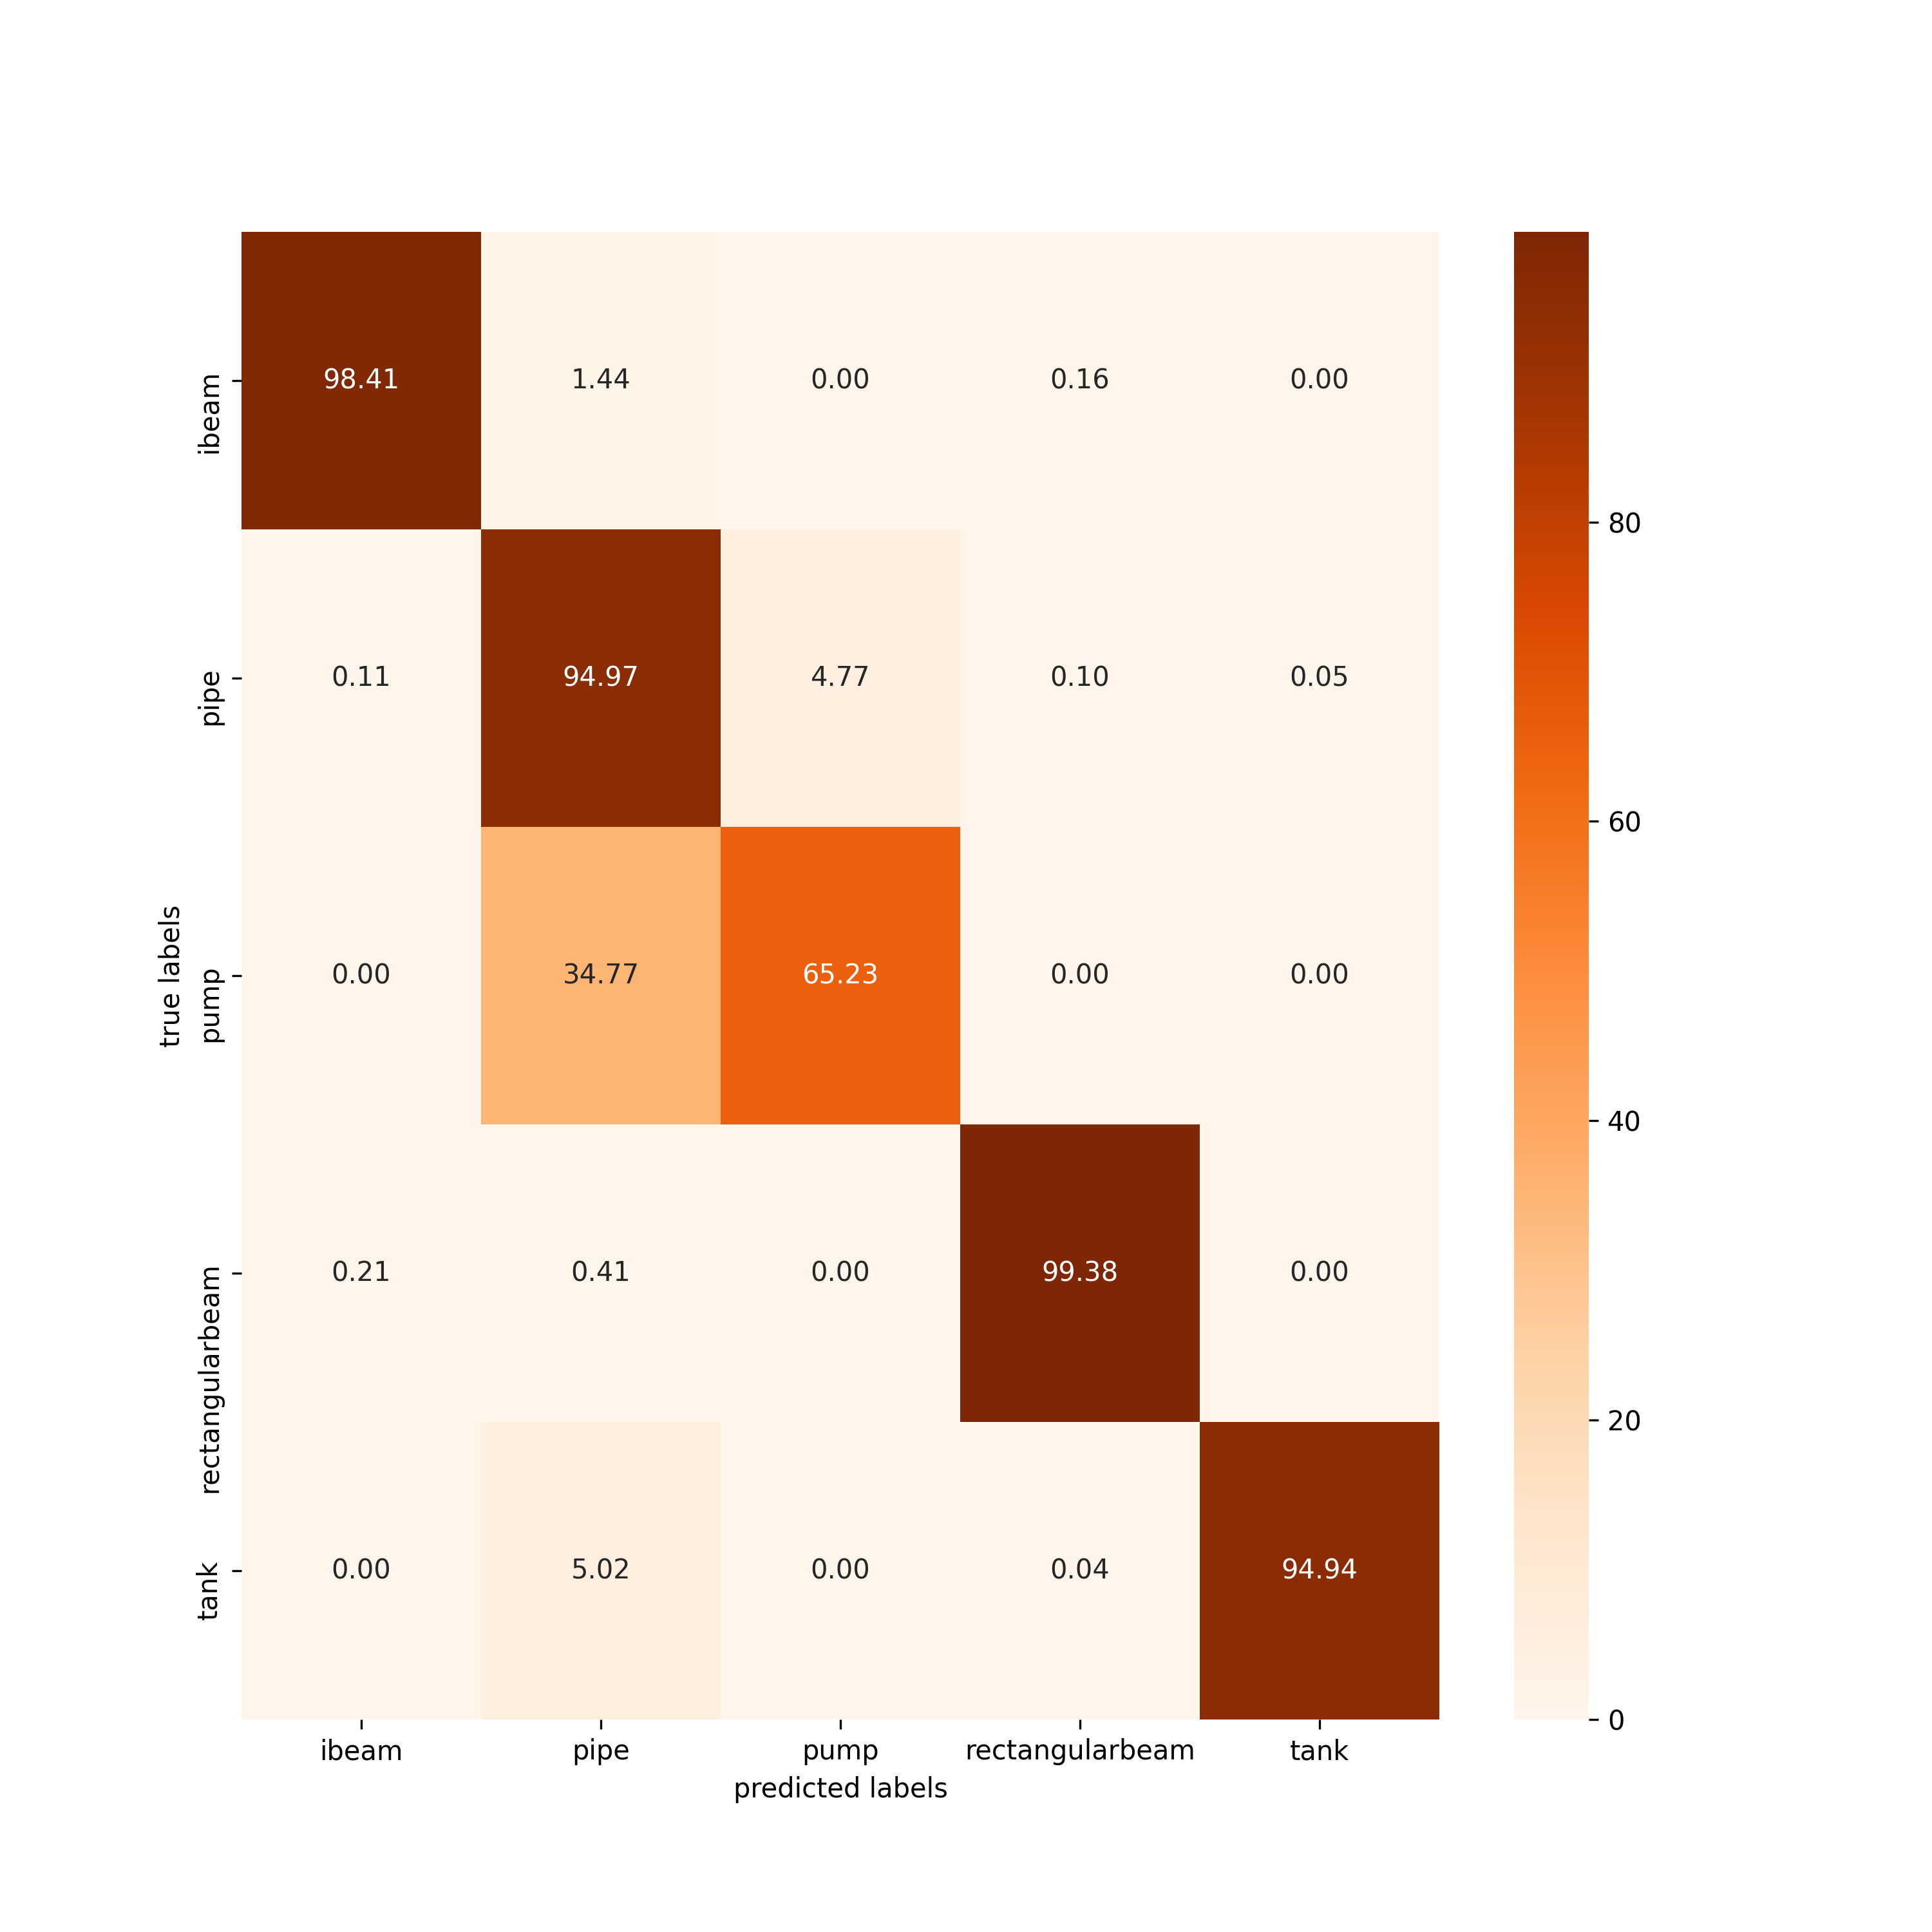 true labels
ibeam 98.41 1.44 0.00 0.16 0.00
pipe 0.11 94.97 4.77 0.10 0.05
pump 0.00 34.77 65.23 0.00 0.00
rectangularbeam 0.21 0.41 0.00 99.38 0.00
tank 0.00 5.02 0.00 0.04 94.94
ibeam pipe pump rectangularbeam tank
predicted labels
80
60
40
20
0